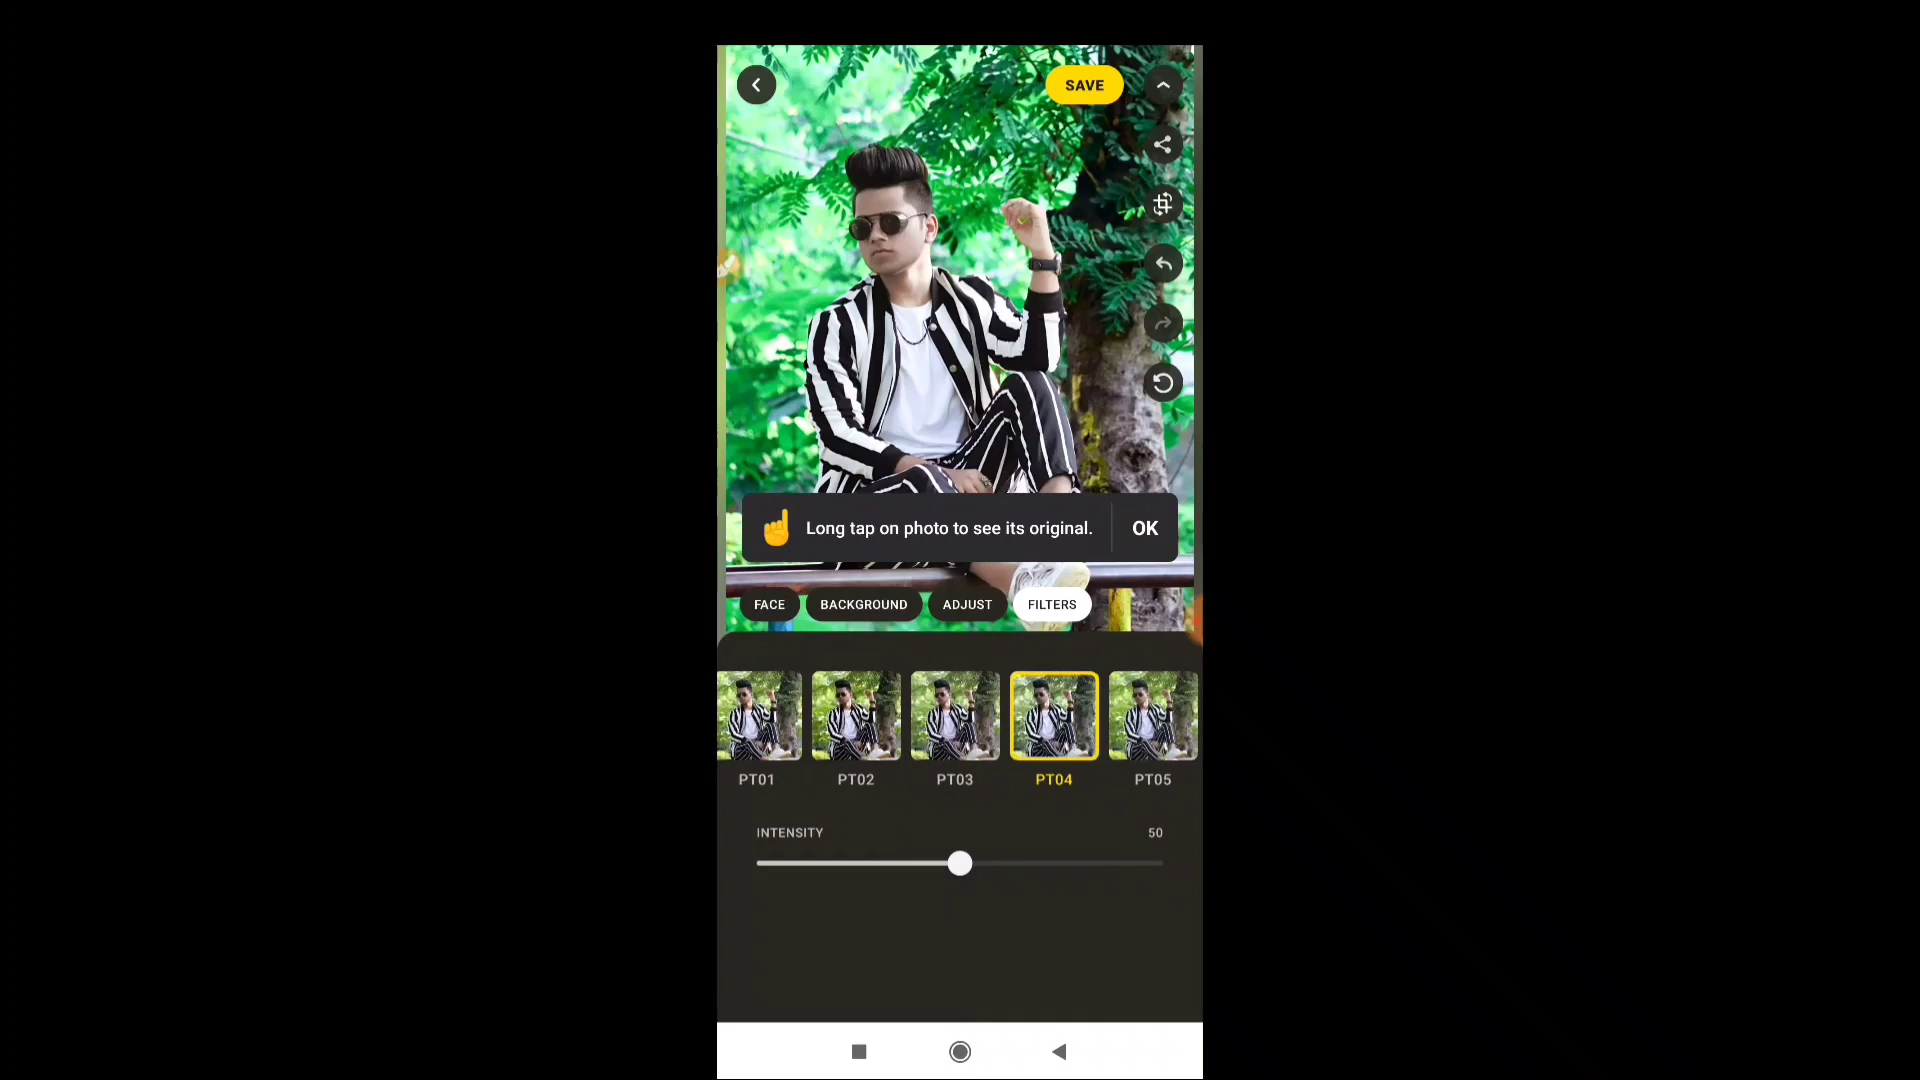 SAVE
Long tap on photo to see its original.
OK
FACE
BACKGROUND
ADJUST
FILTERS
PT01
PT02
PT03
PT04
PT05
INTENSITY
50